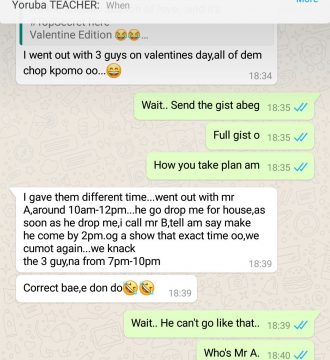 Yoruba TEACHER: When
More
#TopSecret here
Valentine Edition 😂😂...
I went out with 3 guys on valentines day,all of dem
chop kpomo oo...😄
18:34
Wait.. Send the gist abeg 18:35
Full gist o 18:35
How you take plan am 18:35
I gave them different time...went out with mr
A,around 10am-12pm...he go drop me for house,as
soon as he drop me,i call mr B,tell am say make
he come by 2pm.og a show that exact time oo,we
cumot again...we knack
the 3 guy,na from 7pm-10pm
18:39
Correct bae,e don do🤣🤣 18:39
Wait.. He can't go like that.. 18:39
Who's Mr A. 18:40